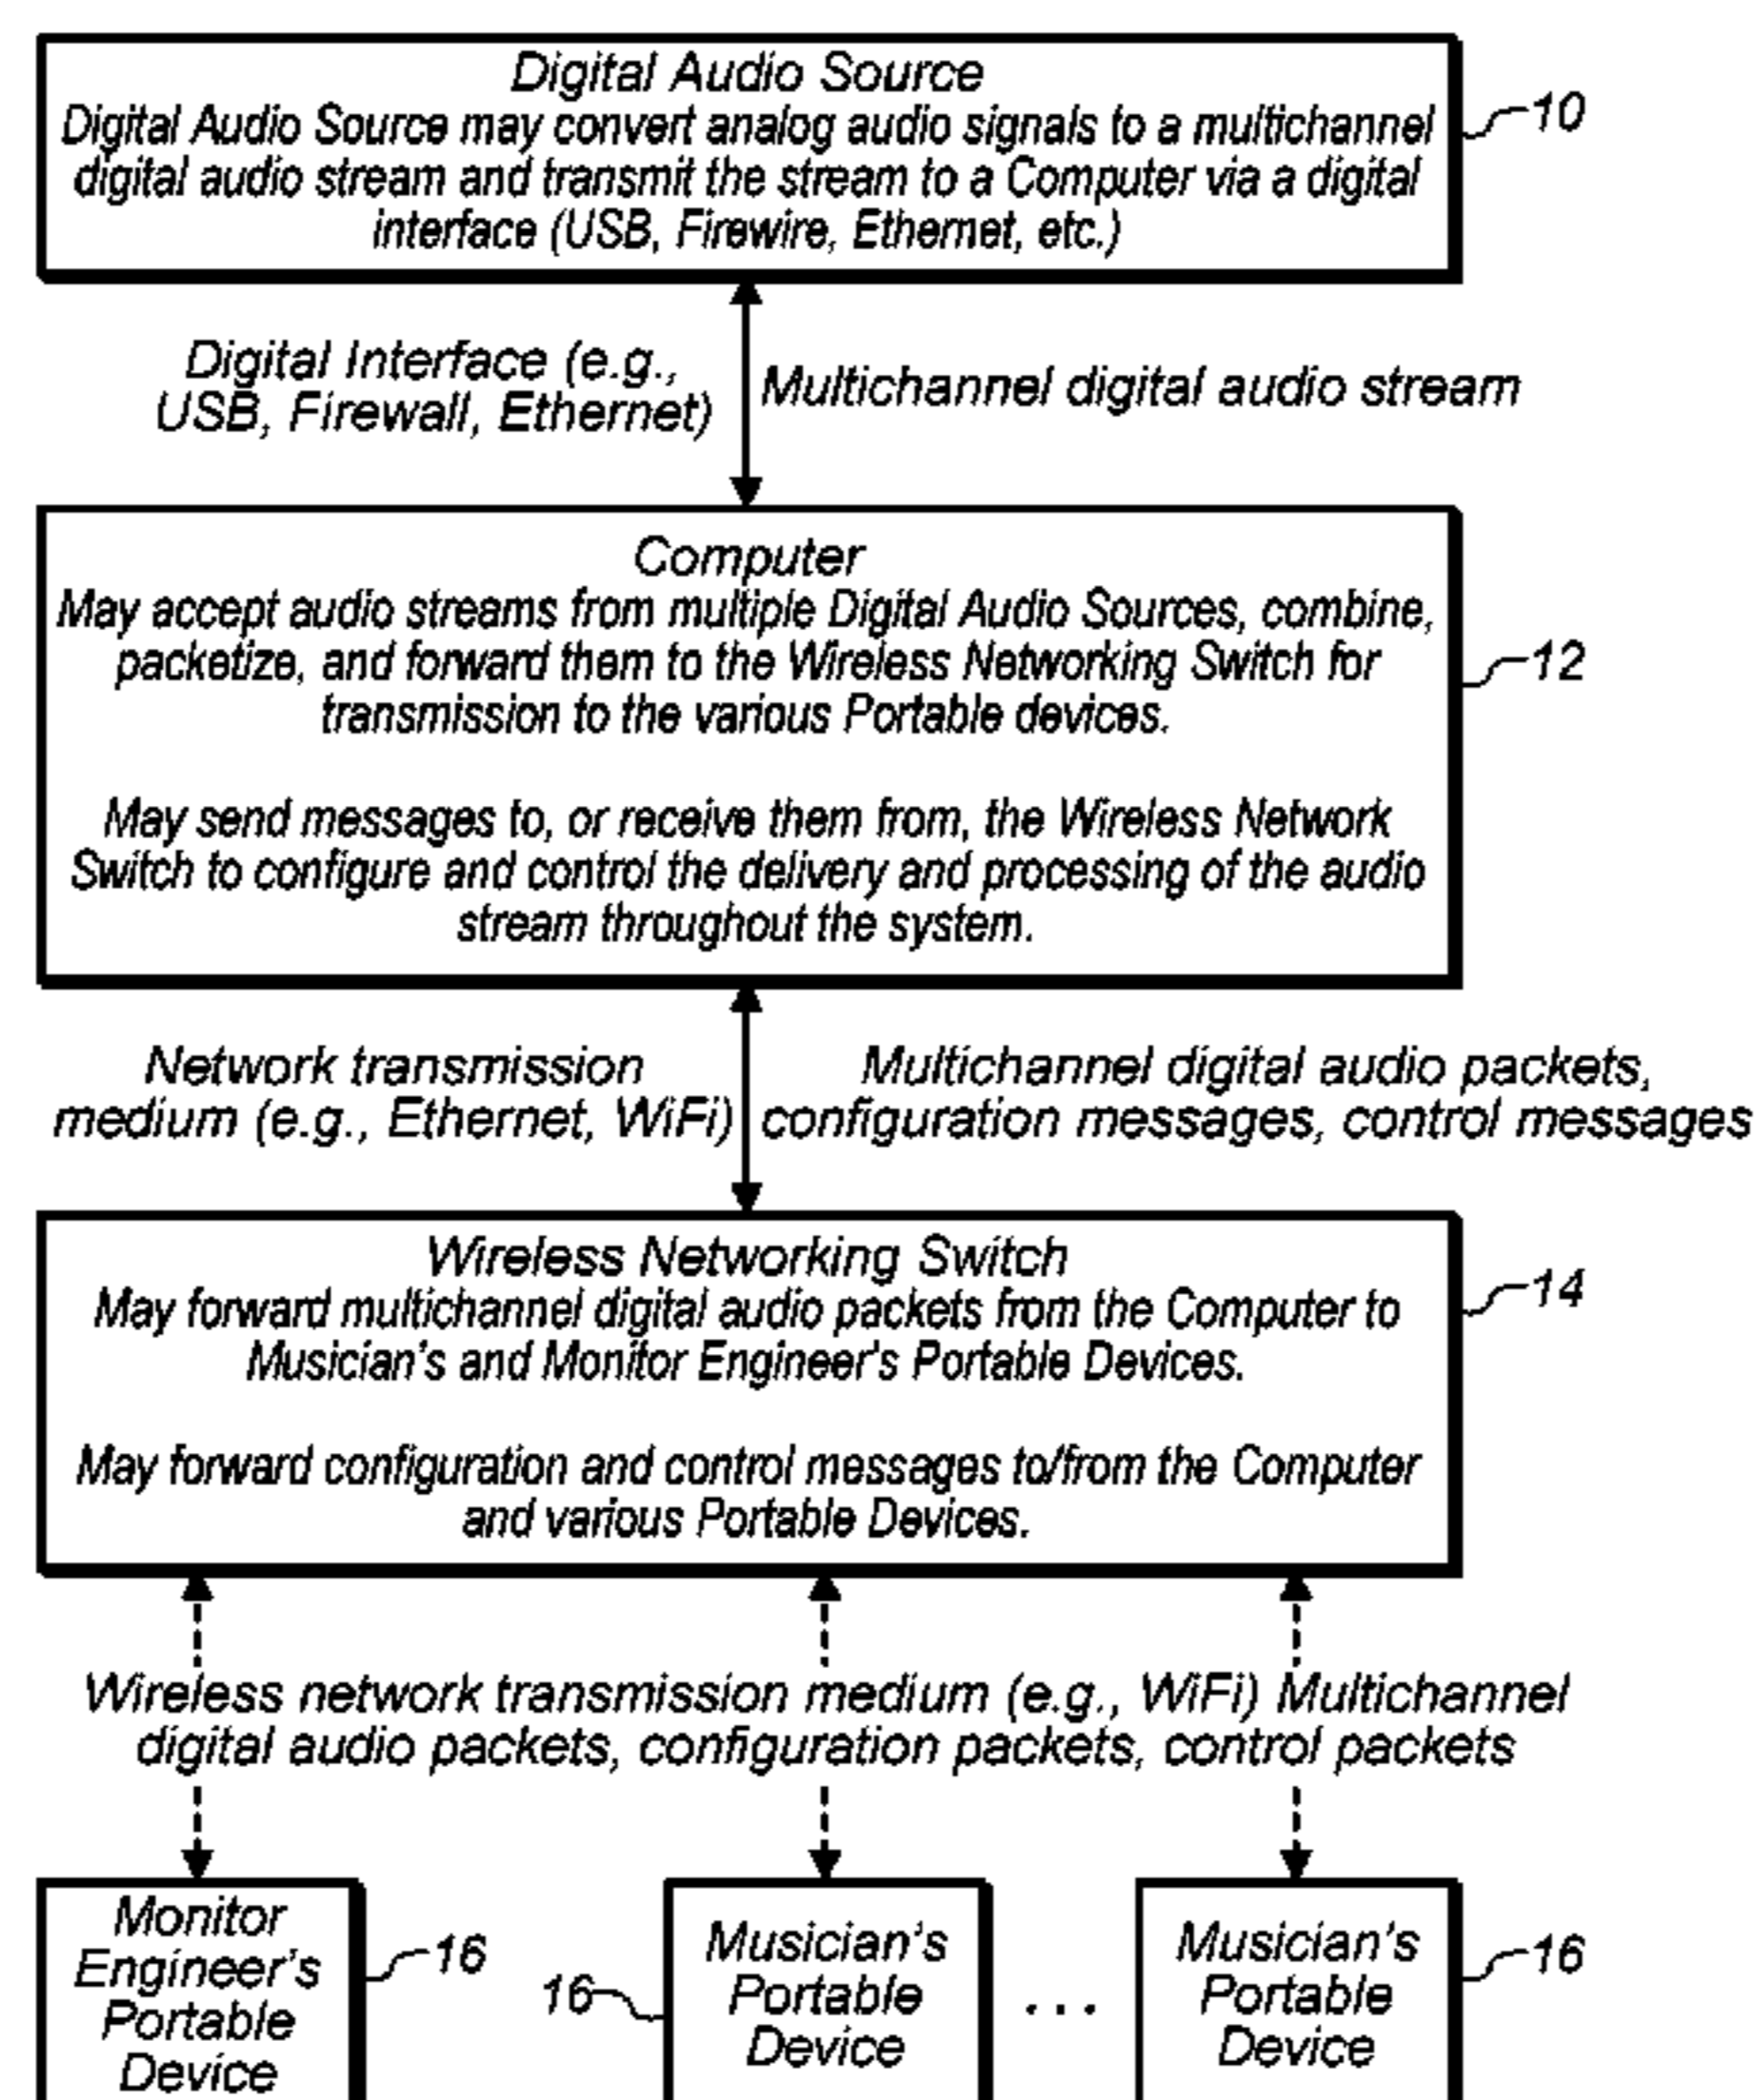 Digital Audio Source
Digital Audio Source may convert analog audio signals to a multichannel
digital audio stream and transmit the stream to a Computer via a digital
interface (USB, Firewire, Ethernet, etc.)
10
Digital Interface (e.g.,
USB, Firewall, Ethernet)
Multichannel digital audio stream
Computer
May accept audio streams from multiple Digital Audio Sources, combine,
packetize, and forward them to the Wireless Networking Switch for
transmission to the various Portable devices.
May send messages to, or receive them from, the Wireless Network
Switch to configure and control the delivery and processing of the audio
stream throughout the system.
12
Network transmission
medium (e.g., Ethernet, WiFi)
Multichannel digital audio packets,
configuration messages, control messages
Wireless Networking Switch
May forward multichannel digital audio packets from the Computer to
Musician's and Monitor Engineer's Portable Devices.
May forward configuration and control messages to/from the Computer
and various Portable Devices.
14
Wireless network transmission medium (e.g., WiFi) Multichannel
digital audio packets, configuration packets, control packets
Monitor
Engineer's
Portable
Device
16
16
Musician's
Portable
Device
...
Musician's
Portable
Device
16